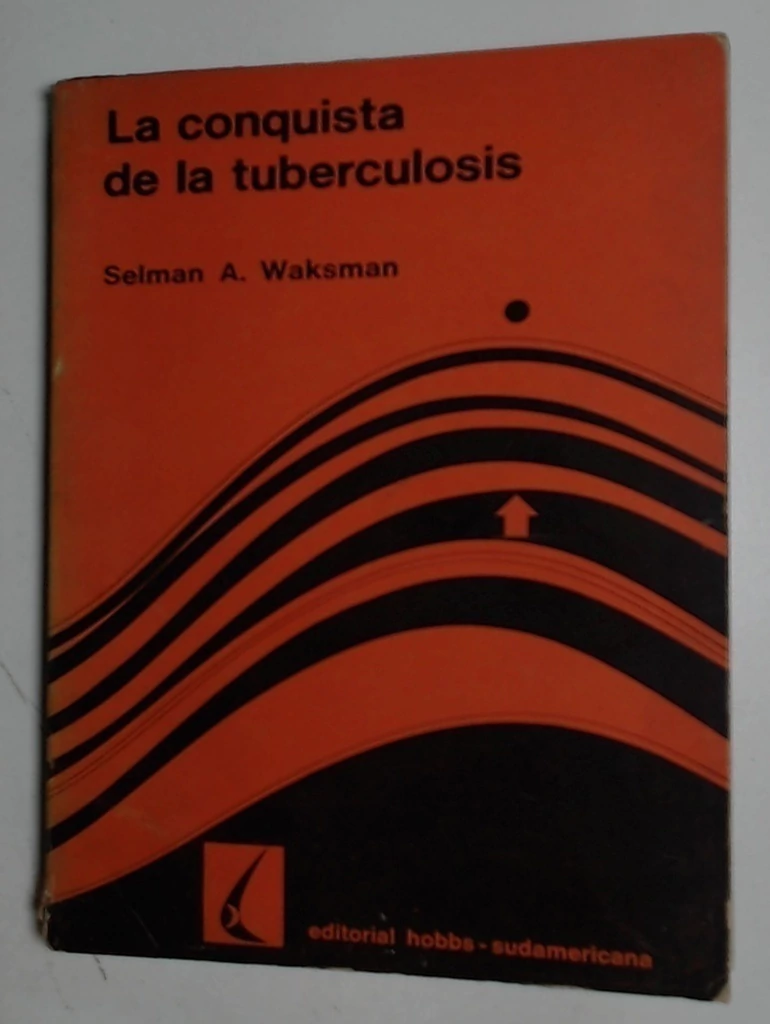 La conquista
de la tuberculosis
Selman A. Waksman
editorial hobbs-sudamericana